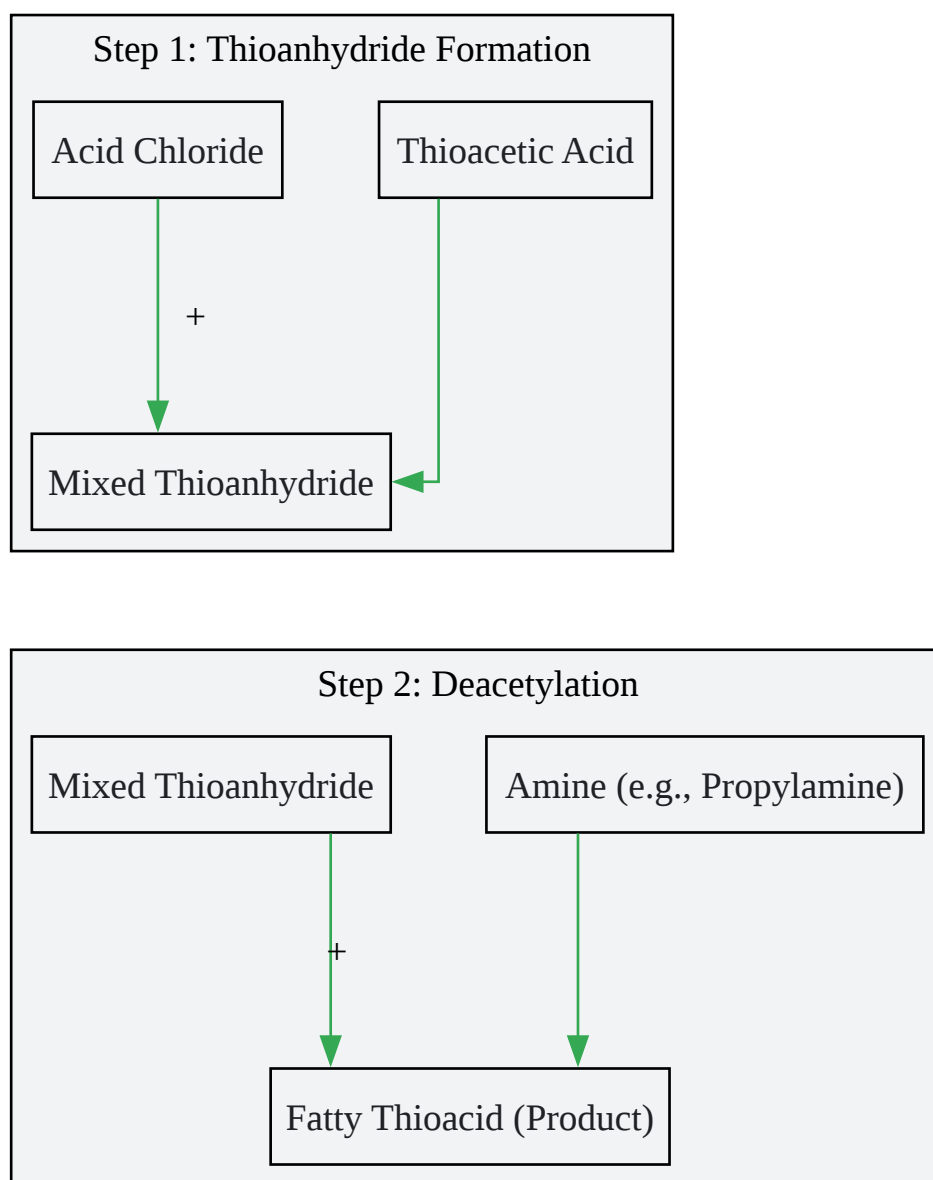 Step 1: Thioanhydride Formation
Acid Chloride
Thioacetic Acid
+
Mixed Thioanhydride
Step 2: Deacetylation
Mixed Thioanhydride
Amine (e.g., Propylamine)
+
Fatty Thioacid (Product)